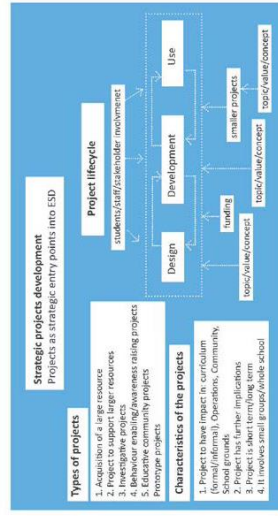 Strategic projects development
Projects as strategic entry points into ESD
Types of projects
1. Acquisition of a large resource
2. Project to support larger resources
3. Investigative projects
4. Behaviour enabling/awareness raising projects
5. Educative community projects
Prototype projects
Characteristics of the projects
1. Project to have impact in: curriculum
(formal/informal), Operations, Community,
School grounds
2. Project has further implications
3. Project is short term/long term
4. It involves small groups/whole school
Project lifecycle
students/staff/stakeholder involvmenet
Design
Development
Use
funding
smaller projects
topic/value/concept
topic/value/concept
topic/value/concept